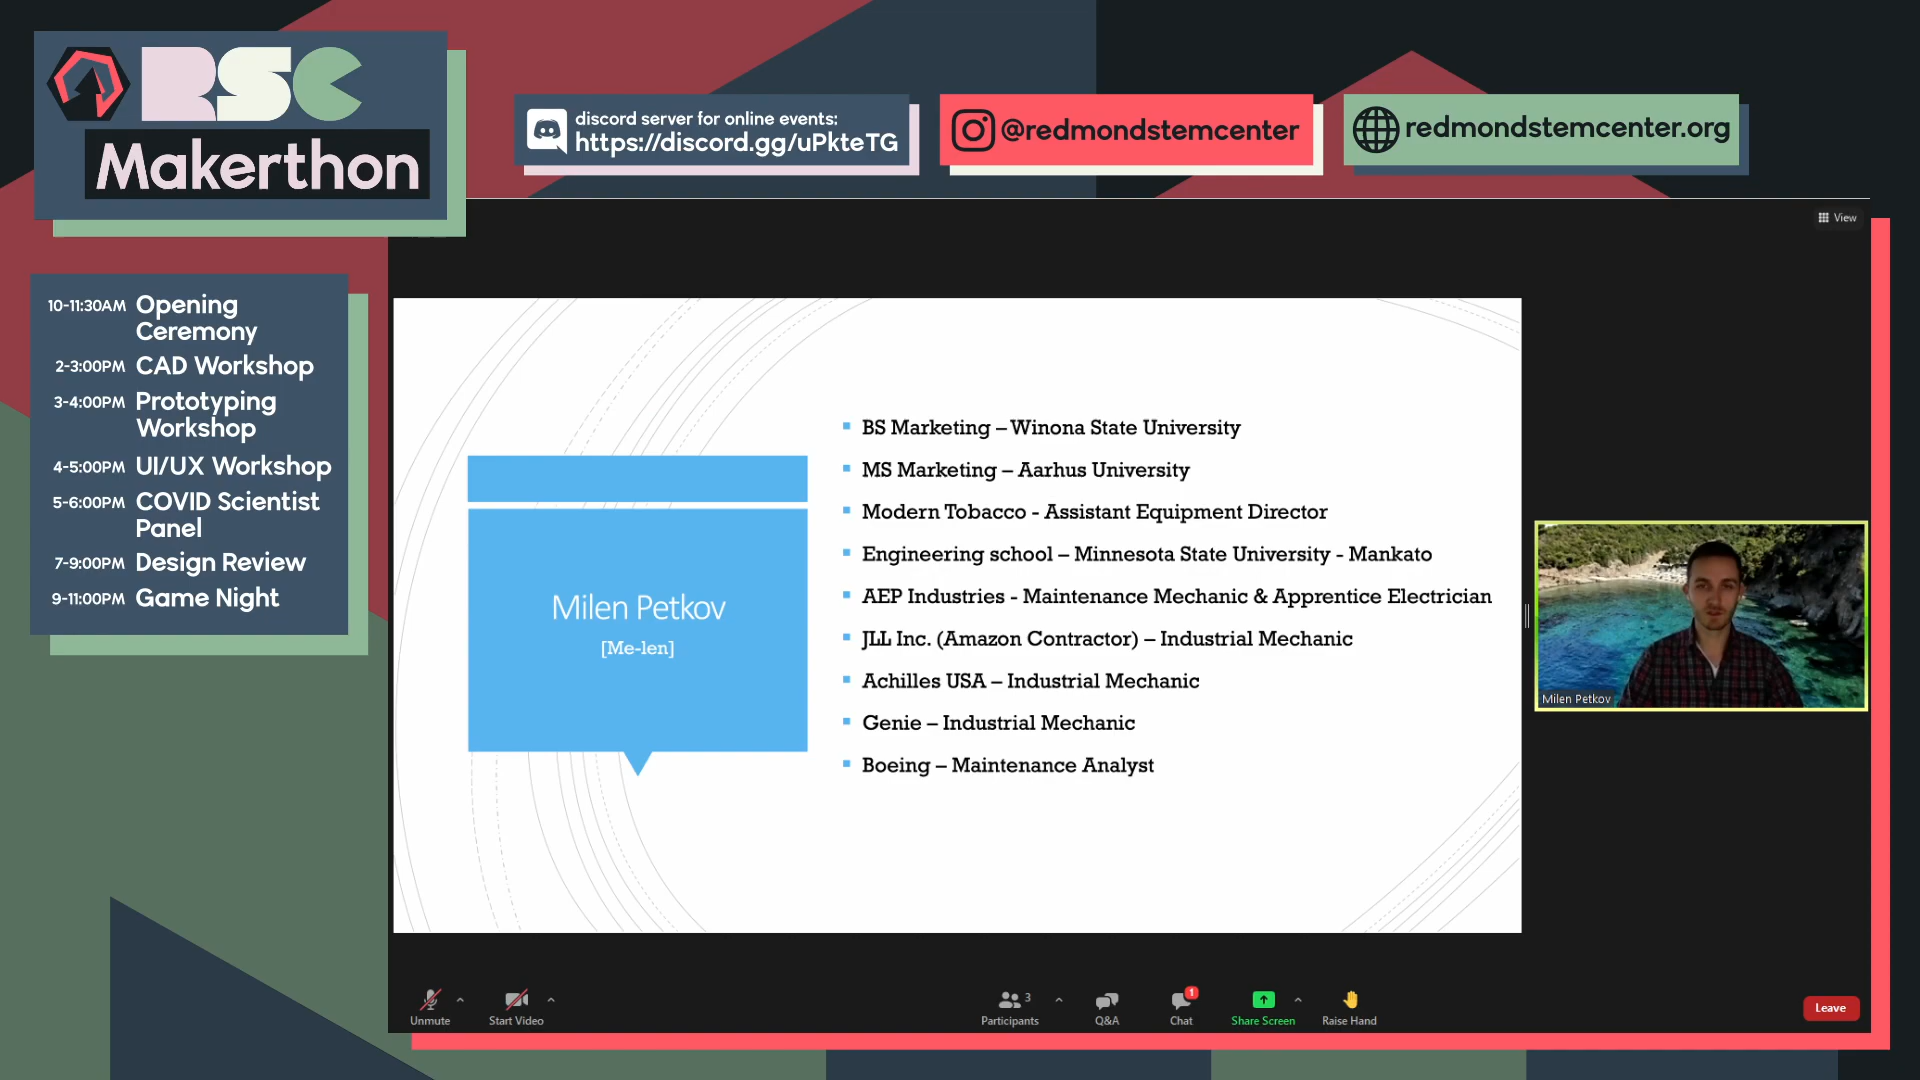 RSC
Makerthon
discord server for online events:
https://discord.gg/uPkteTG
@redmondstemcenter
redmondstemcenter.org
View
10-11:30AM Opening
Ceremony
2-3:00PM CAD Workshop
3-4:00PM Prototyping
Workshop
4-5:00PM UI/UX Workshop
5-6:00PM COVID Scientist
Panel
7-9:00PM Design Review
9-11:00PM Game Night
Milen Petkov
[Me-len]
BS Marketing – Winona State University
MS Marketing – Aarhus University
Modern Tobacco - Assistant Equipment Director
Engineering school – Minnesota State University - Mankato
AEP Industries - Maintenance Mechanic & Apprentice Electrician
JLL Inc. (Amazon Contractor) – Industrial Mechanic
Achilles USA – Industrial Mechanic
Genie – Industrial Mechanic
Boeing – Maintenance Analyst
Milen Petkov
Unmute
Start Video
3
Participants
Q&A
1
Chat
Share Screen
Raise Hand
Leave